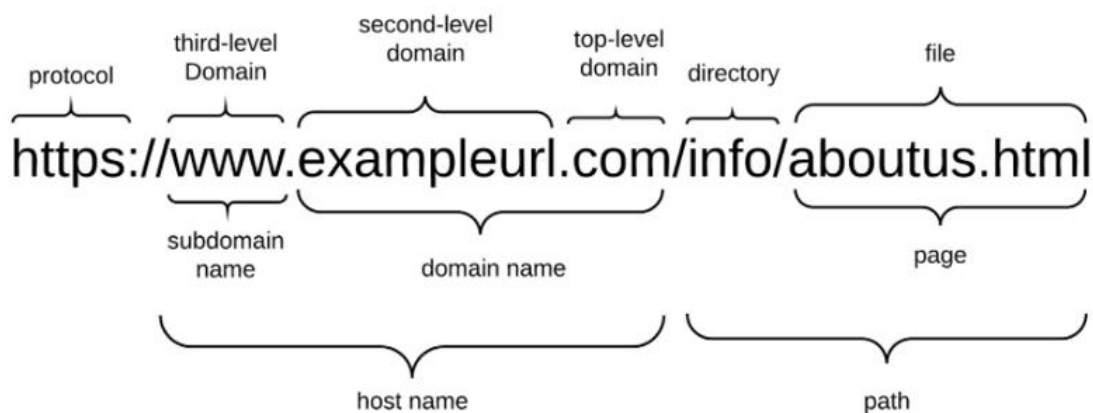 protocol
third-level
Domain
second-level
domain
top-level
domain
directory
file
https://www.exampleurl.com/info/aboutus.html
subdomain
name
domain name
page
host name
path